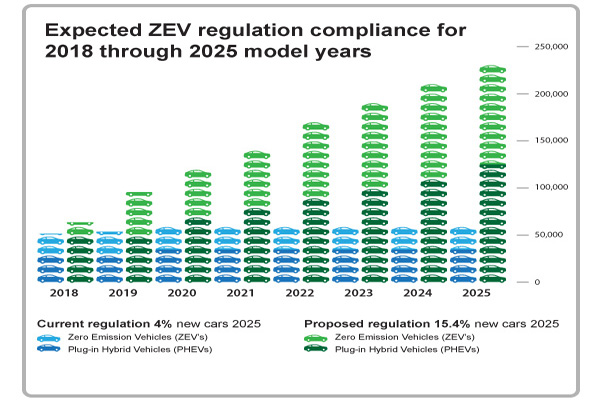 Expected ZEV regulation compliance for
2018 through 2025 model years
250,000
200,000
150,000
100,000
50,000
0
2018 2019 2020 2021 2022 2023 2024 2025
Current regulation 4% new cars 2025
Zero Emission Vehicles (ZEV's)
Plug-in Hybrid Vehicles (PHEVs)
Proposed regulation 15.4% new cars 2025
Zero Emission Vehicles (ZEV's)
Plug-in Hybrid Vehicles (PHEVs)